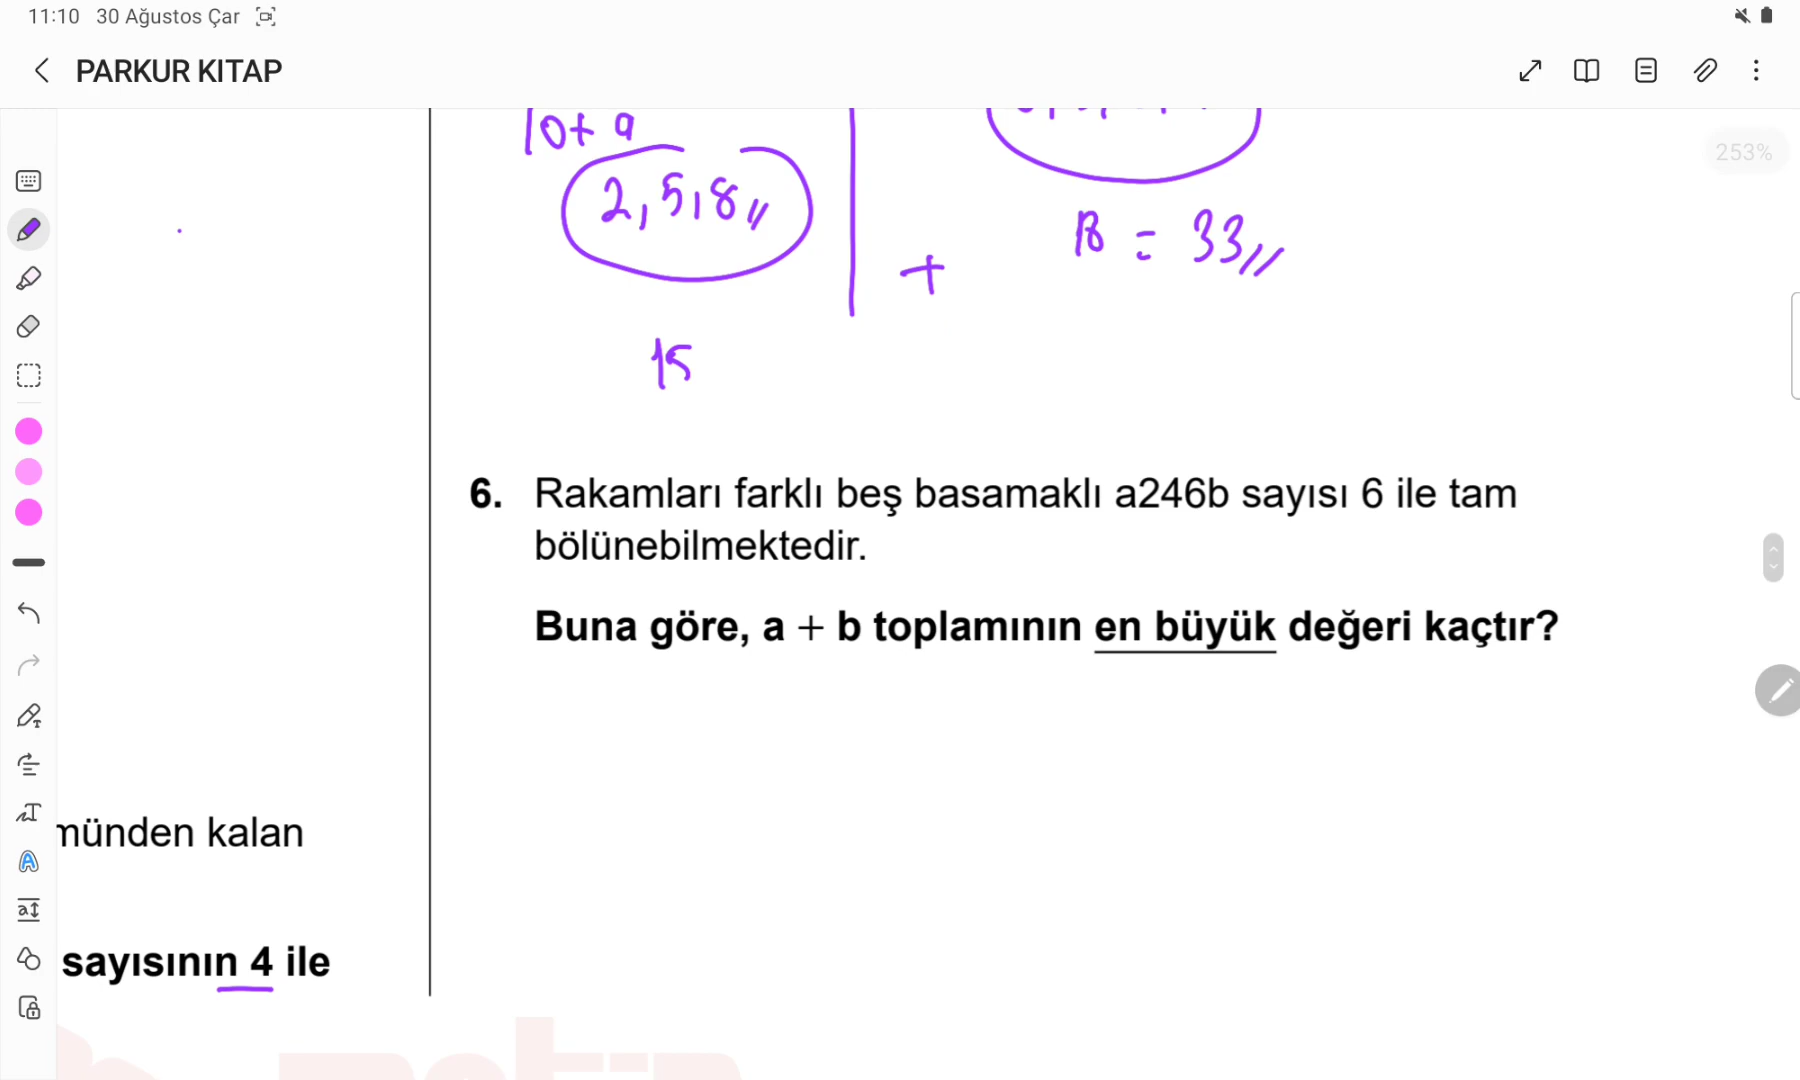 11:10 30 Ağustos Çar
PARKUR KITAP
253%
10+ a
2,5,8,,
15
+
B = 33,,
6. Rakamları farklı beş basamaklı a246b sayısı 6 ile tam
bölünebilmektedir.
Buna göre, a + b toplamının en büyük değeri kaçtır?
münden kalan
sayısının 4 ile